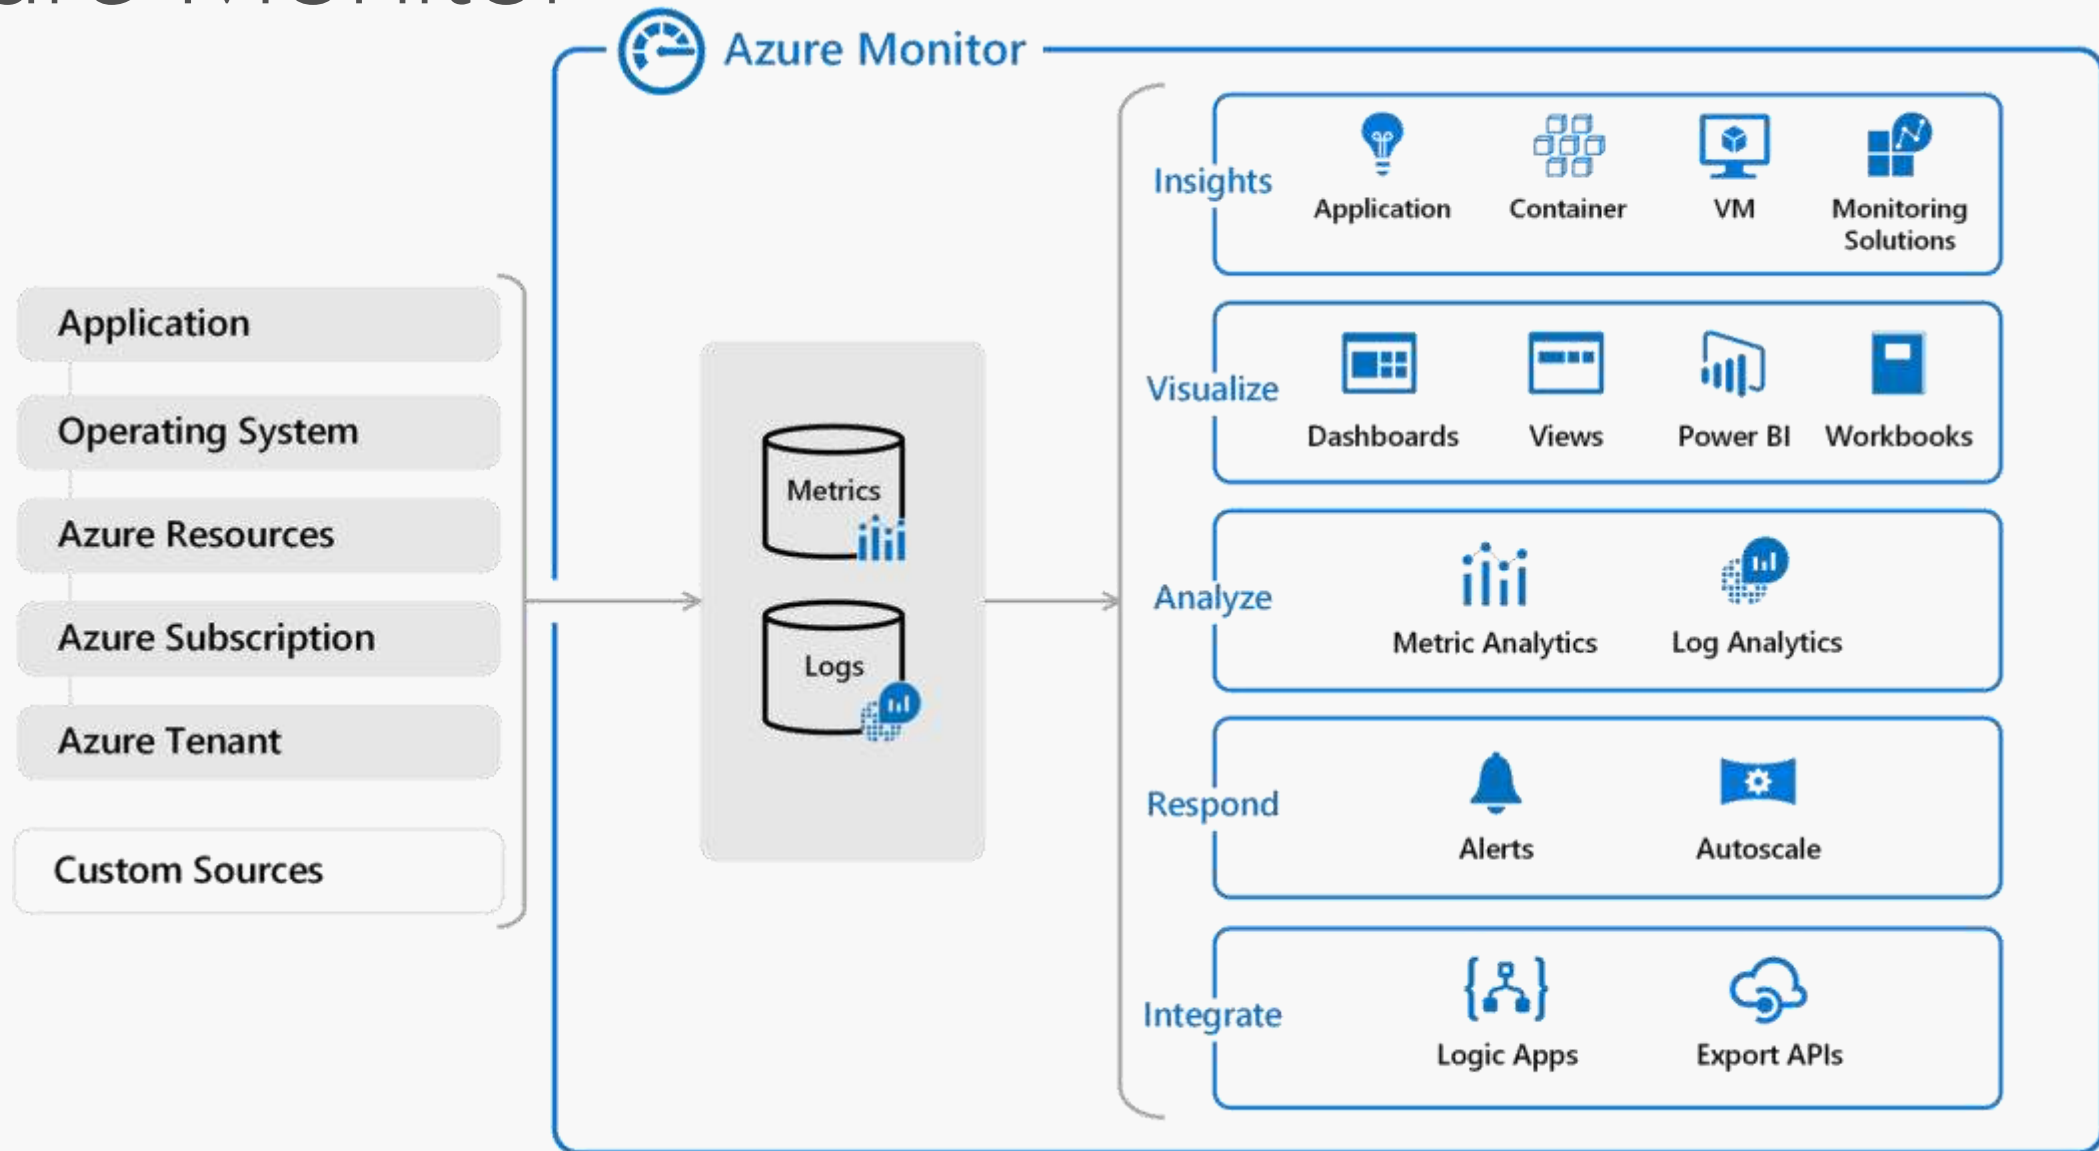 Monitor
Azure Monitor
Application
Operating System
Azure Resources
Azure Subscription
Azure Tenant
Custom Sources
Metrics
Logs
Insights
Application
Container
VM
Monitoring
Solutions
Visualize
Dashboards
Views
Power BI
Workbooks
Analyze
Metric Analytics
Log Analytics
Respond
Alerts
Autoscale
Integrate
Logic Apps
Export APIs